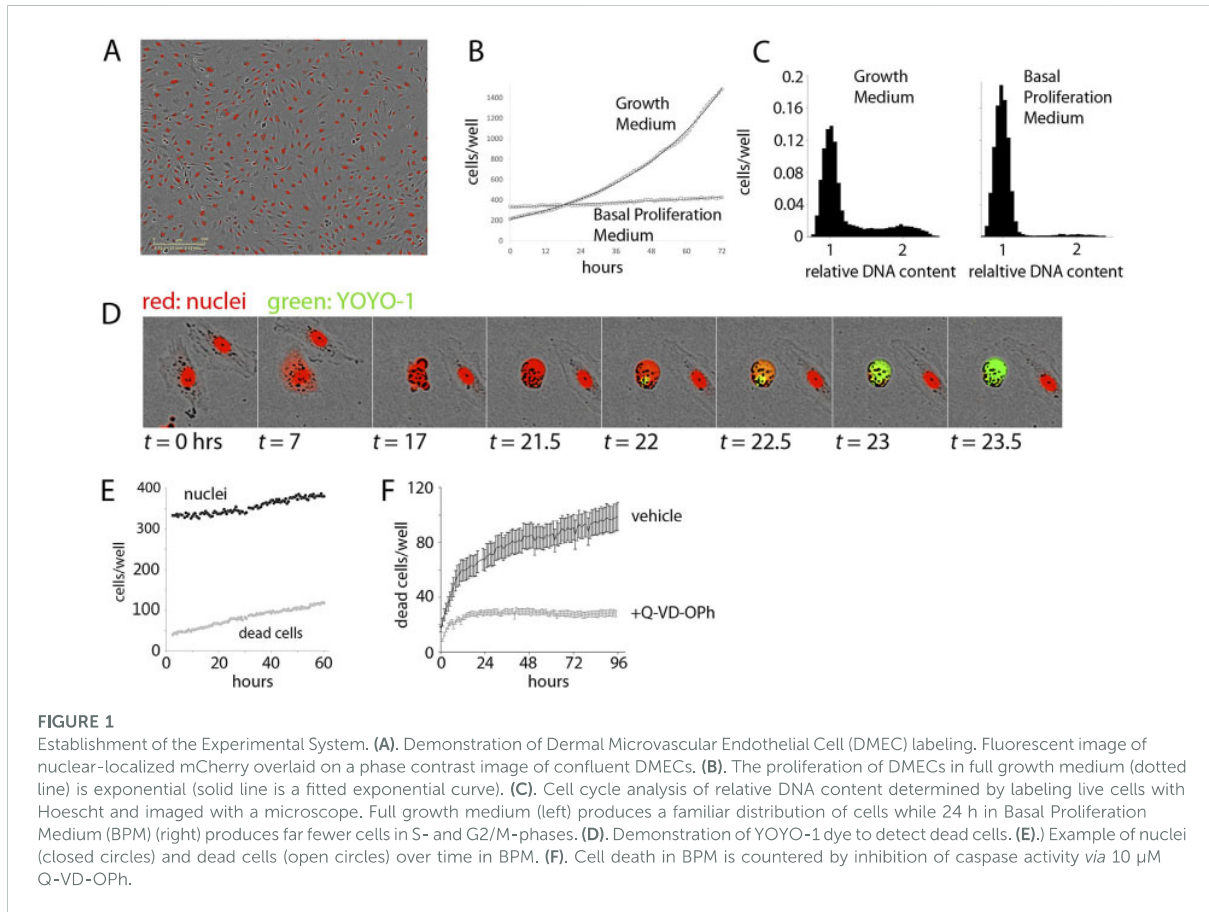 A
B
1400
1200
1000
800
600
400
200
0
cells/well
Growth
Medium
Basal Proliferation
Medium
0 12 24 36 48 60 72
hours
C
0.2
0.16
0.12
0.08
0.04
0
cells/well
Growth
Medium
1 2
relaltive DNA content
Basal
Proliferation
Medium
1 2
relaltive DNA content
red: nuclei green: YOYO-1
D
t = 0 hrs t = 7 t = 17 t = 21.5 t = 22 t = 22.5 t = 23 t = 23.5
E
400
300
200
100
0
cells/well
nuclei
dead cells
0 20 40 60
hours
F
120
80
40
0
dead cells/well
vehicle
+Q-VD-OPh
0 24 48 72 96
hours
FIGURE 1
Establishment of the Experimental System. (A). Demonstration of Dermal Microvascular Endothelial Cell (DMEC) labeling. Fluorescent image of
nuclear-localized mCherry overlaid on a phase contrast image of confluent DMECs. (B). The proliferation of DMECs in full growth medium (dotted
line) is exponential (solid line is a fitted exponential curve). (C). Cell cycle analysis of relative DNA content determined by labeling live cells with
Hoescht and imaged with a microscope. Full growth medium (left) produces a familiar distribution of cells while 24 h in Basal Proliferation
Medium (BPM) (right) produces far fewer cells in S- and G2/M-phases. (D). Demonstration of YOYO-1 dye to detect dead cells. (E).) Example of nuclei
(closed circles) and dead cells (open circles) over time in BPM. (F). Cell death in BPM is countered by inhibition of caspase activity via 10 µM
Q-VD-OPh.